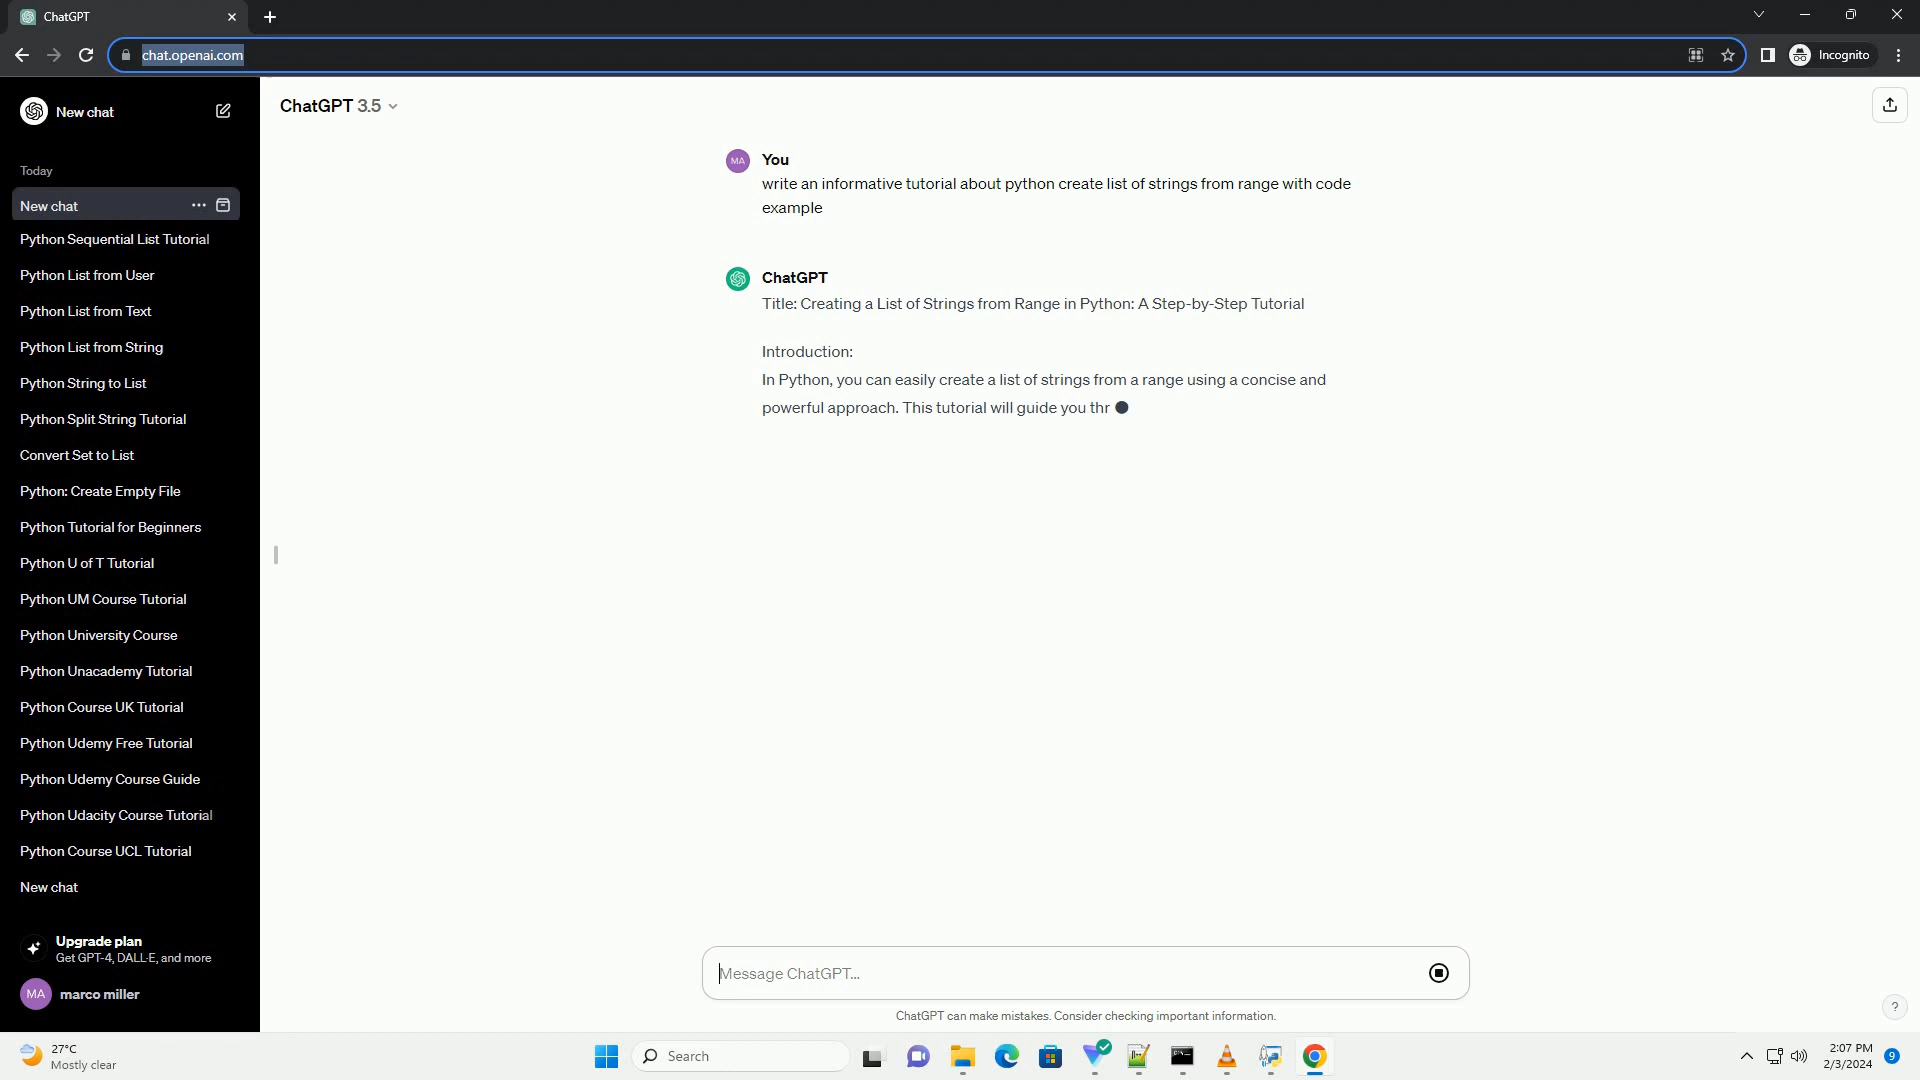 ChatGPT
chat.openai.com
Incognito
New chat
Today
New chat
Python Sequential List Tutorial
Python List from User
Python List from Text
Python List from String
Python String to List
Python Split String Tutorial
Convert Set to List
Python: Create Empty File
Python Tutorial for Beginners
Python U of T Tutorial
Python UM Course Tutorial
Python University Course
Python Unacademy Tutorial
Python Course UK Tutorial
Python Udemy Free Tutorial
Python Udemy Course Guide
Python Udacity Course Tutorial
Python Course UCL Tutorial
New chat
Upgrade plan
Get GPT-4, DALL·E, and more
MA
marco miller
ChatGPT 3.5
MA
You
write an informative tutorial about python create list of strings from range with code
example
ChatGPT
Title: Creating a List of Strings from Range in Python: A Step-by-Step Tutorial
Introduction:
In Python, you can easily create a list of strings from a range using a concise and
powerful approach. This tutorial will guide you thr
Message ChatGPT...
ChatGPT can make mistakes. Consider checking important information.
?
27°C
Mostly clear
Search
2:07 PM
2/3/2024
9